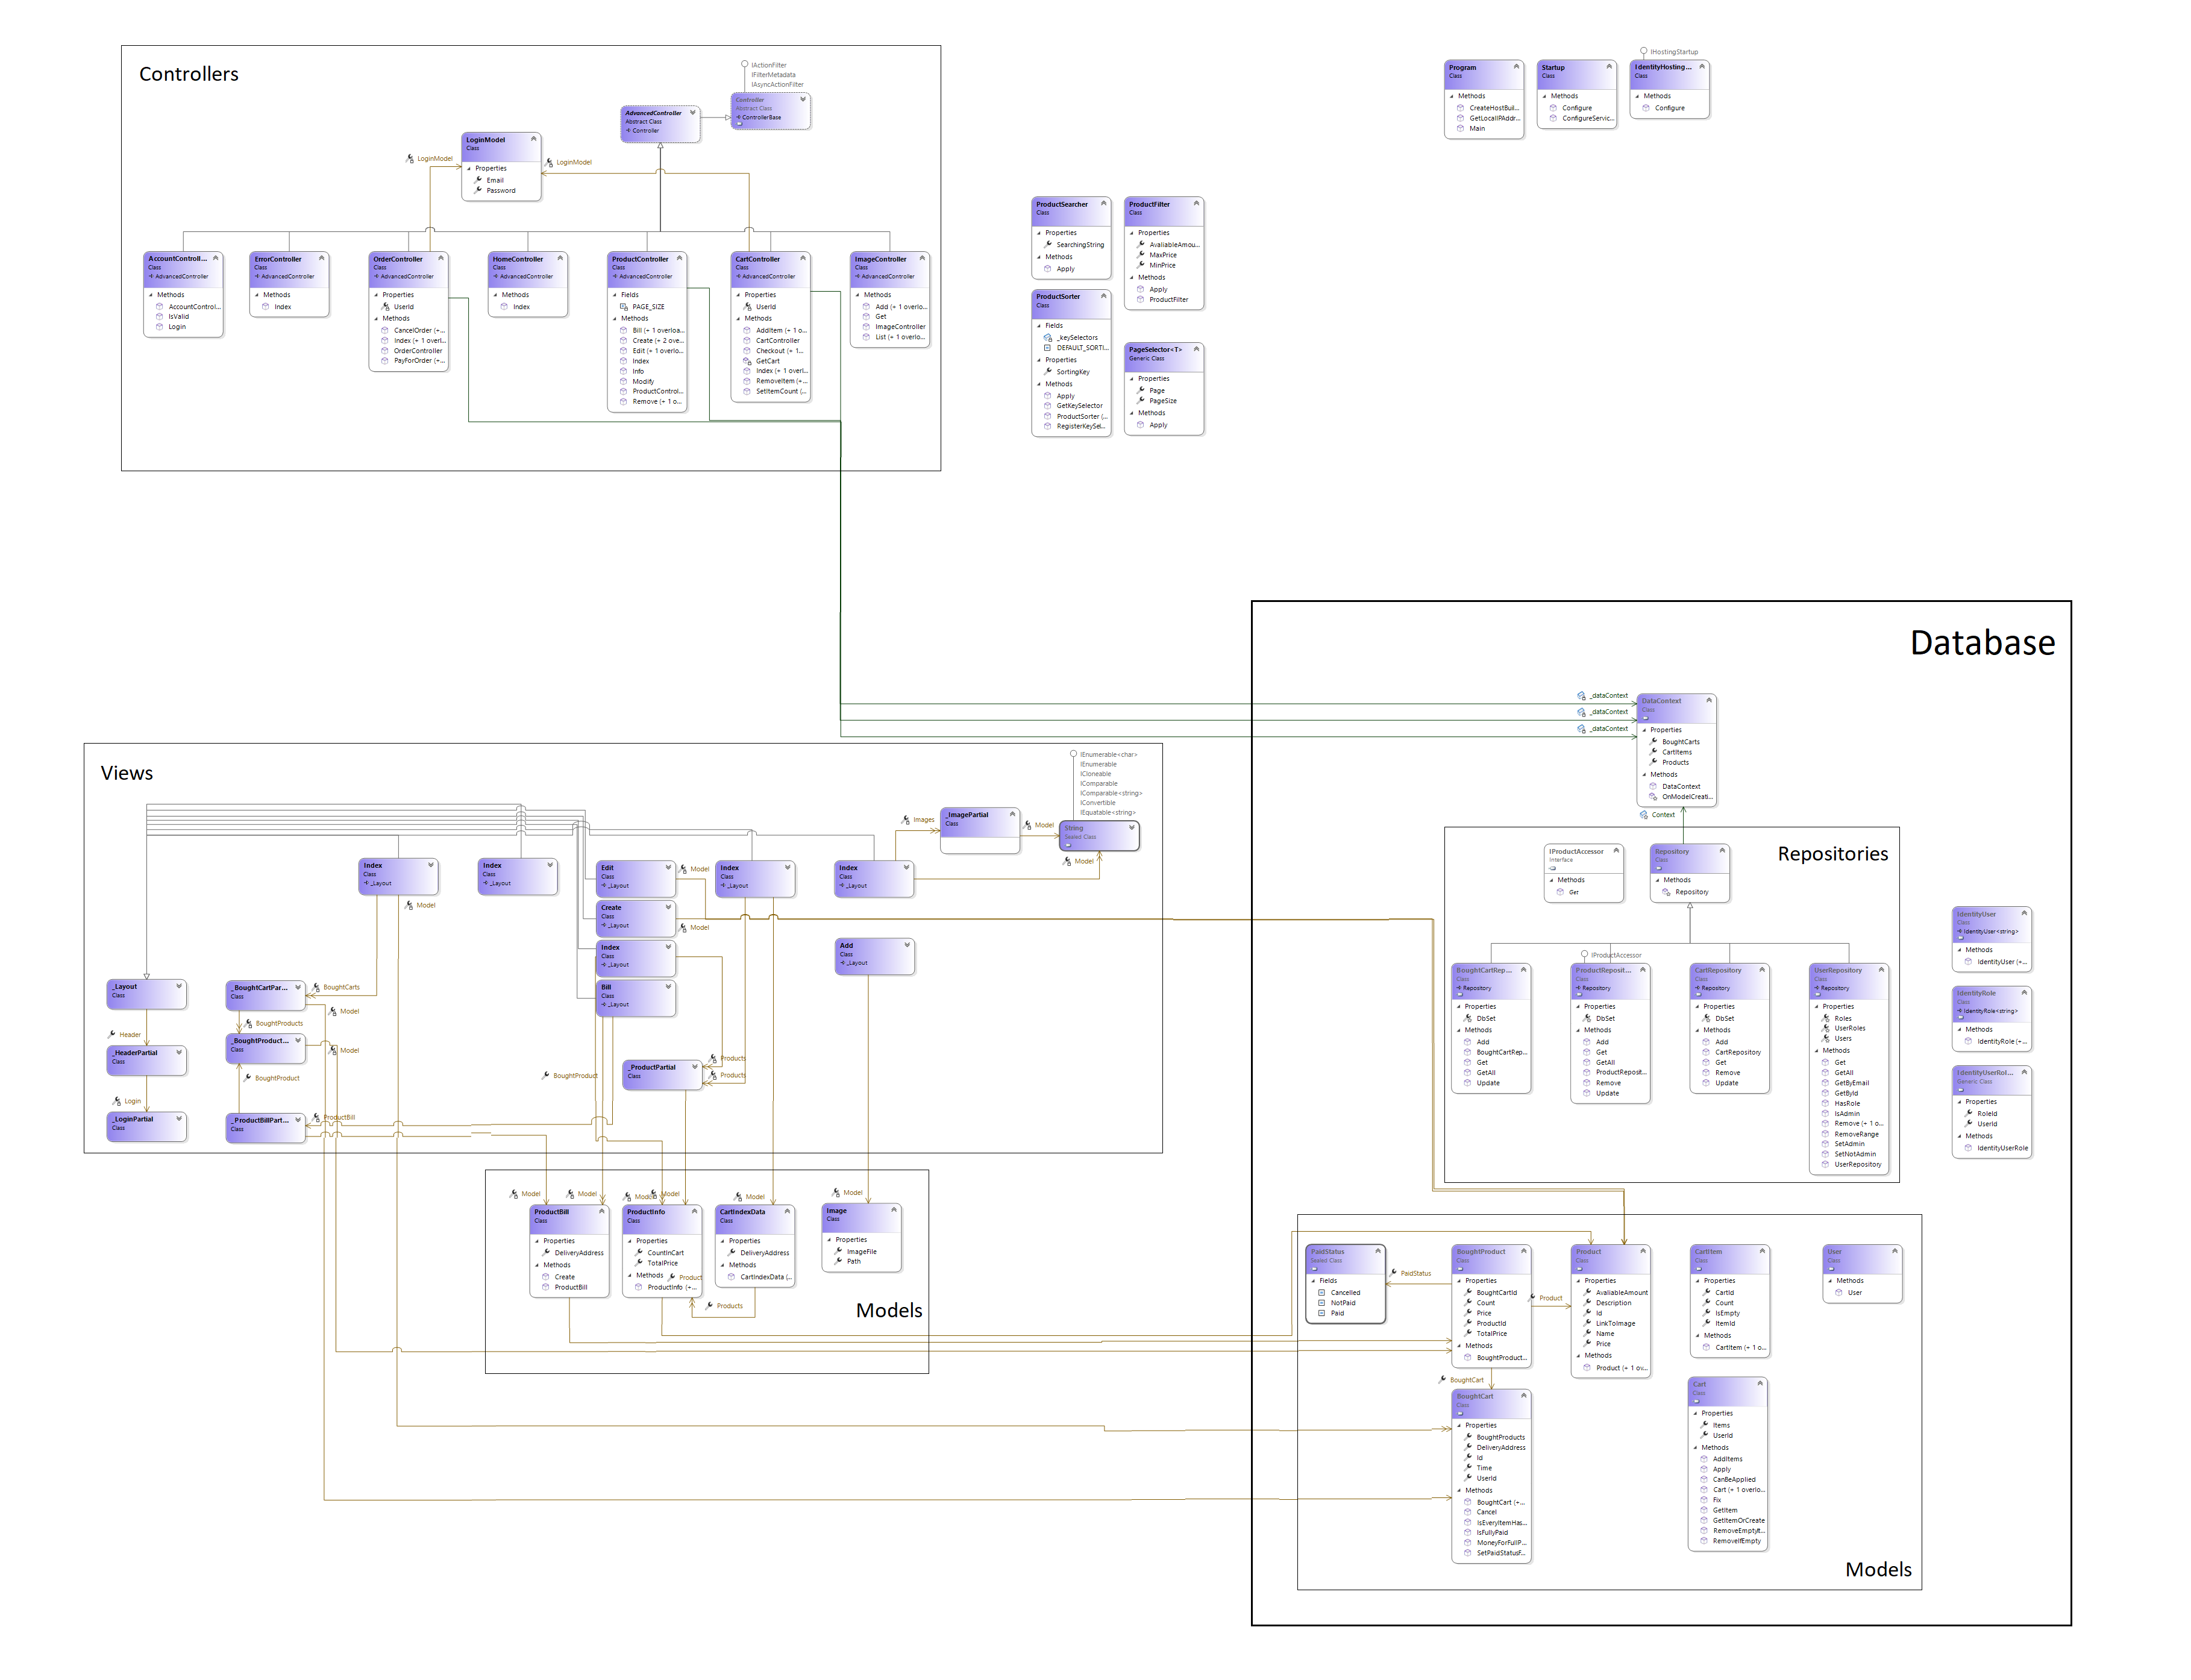 Controllers
IActionFilter
IFilterMetadata
IAsyncActionFilter
Controller
Abstract Class
ControllerBase
AdvancedController
Abstract Class
Controller
LoginModel
Class
Properties
Email
Password
LoginModel
LoginModel
AccountControll...
Class
AdvancedController
Methods
AccountControl...
IsValid
Login
ErrorController
Class
AdvancedController
Methods
Index
OrderController
Class
AdvancedController
Properties
UserId
Methods
CancelOrder (+...
Index (+ 1 overl...
OrderController
PayForOrder (+...
HomeController
Class
AdvancedController
Methods
Index
ProductController
Class
AdvancedController
Fields
PAGE_SIZE
Methods
Bill (+ 1 overloa...
Create (+ 2 ove...
Edit (+ 1 overlo...
Index
Info
Modify
ProductControl...
Remove (+ 1 o...
CartController
Class
AdvancedController
Properties
UserId
Methods
AddItem (+ 1 o...
CartController
Checkout (+ 1...
GetCart
Index (+ 1 overl...
RemoveItem (+...
SetItemCount (...
ImageController
Class
AdvancedController
Methods
Add (+ 1 overlo...
Get
ImageController
List (+ 1 overlo...
ProductSearcher
Class
Properties
SearchingString
Methods
Apply
ProductFilter
Class
Properties
AvaliableAmou...
MaxPrice
MinPrice
Methods
Apply
ProductFilter
ProductSorter
Class
Fields
_keySelectors
DEFAULT_SORTI...
Properties
SortingKey
Methods
Apply
GetKeySelector
ProductSorter (...
RegisterKeySel...
PageSelector<T>
Generic Class
Properties
Page
PageSize
Methods
Apply
Program
Class
Methods
CreateHostBuil...
GetLocalIPAddr...
Main
Startup
Class
Methods
Configure
ConfigureServic...
IHostingStartup
IdentityHosting...
Class
Methods
Configure
Database
_dataContext
_dataContext
_dataContext
DataContext
Class
Properties
BoughtCarts
CartItems
Products
Methods
DataContext
OnModelCreati...
Context
Repositories
IProductAccessor
Interface
Methods
Get
Repository
Class
Methods
Repository
IProductAccessor
BoughtCartRep...
Class
Repository
Properties
DbSet
Methods
Add
BoughtCartRep...
Get
GetAll
Update
ProductReposit...
Class
Repository
Properties
DbSet
Methods
Add
Get
GetAll
ProductReposit...
Remove
Update
CartRepository
Class
Repository
Properties
DbSet
Methods
Add
CartRepository
Get
Remove
Update
UserRepository
Class
Repository
Properties
Roles
UserRoles
Users
Methods
Get
GetAll
GetByEmail
GetById
HasRole
IsAdmin
Remove (+ 1 o...
RemoveRange
SetAdmin
SetNotAdmin
UserRepository
IdentityUser
Class
IdentityUser<string>
Methods
IdentityUser (+...
IdentityRole
Class
IdentityRole<string>
Methods
IdentityRole (+...
IdentityUserRol...
Generic Class
Properties
RoleId
UserId
Methods
IdentityUserRole
Views
IEnumerable<char>
IEnumerable
ICloneable
IComparable
IComparable<string>
IConvertible
IEquatable<string>
Images
_ImagePartial
Class
Model
String
Sealed Class
Model
Index
Class
_Layout
Model
Index
Class
_Layout
Edit
Class
_Layout
Model
Create
Class
_Layout
Model
Index
Class
_Layout
Bill
Class
_Layout
Index
Class
_Layout
Index
Class
_Layout
Add
Class
_Layout
_Layout
Class
Header
_HeaderPartial
Class
Login
_LoginPartial
Class
_BoughtCartPar...
Class
BoughtCarts
Model
BoughtProducts
_BoughtProduct...
Class
Model
BoughtProduct
_ProductBillPart...
Class
ProductBill
BoughtProduct
_ProductPartial
Class
Products
Products
Model
Model
Model
Model
Model
Model
ProductBill
Class
Properties
DeliveryAddress
Methods
Create
ProductBill
ProductInfo
Class
Properties
CountInCart
TotalPrice
Methods
ProductInfo (+...
Product
CartIndexData
Class
Properties
DeliveryAddress
Methods
CartIndexData (...
Products
Image
Class
Properties
ImageFile
Path
Models
PaidStatus
Sealed Class
Fields
Cancelled
NotPaid
Paid
PaidStatus
BoughtProduct
Class
Properties
BoughtCartId
Count
Price
ProductId
TotalPrice
Methods
BoughtProduct...
Product
Product
Class
Properties
AvaliableAmount
Description
Id
LinkToImage
Name
Price
Methods
Product (+ 1 ov...
CartItem
Class
Properties
CartId
Count
IsEmpty
ItemId
Methods
CartItem (+ 1 o...
User
Class
Methods
User
BoughtCart
BoughtCart
Class
Properties
BoughtProducts
DeliveryAddress
Id
Time
UserId
Methods
BoughtCart (+...
Cancel
IsEveryItemHas...
IsFullyPaid
MoneyForFullP...
SetPaidStatusF...
Cart
Class
Properties
Items
UserId
Methods
AddItems
Apply
CanBeApplied
Cart (+ 1 overlo...
Fix
GetItem
GetItemOrCreate
RemoveEmptyIt...
RemoveIfEmpty
Models